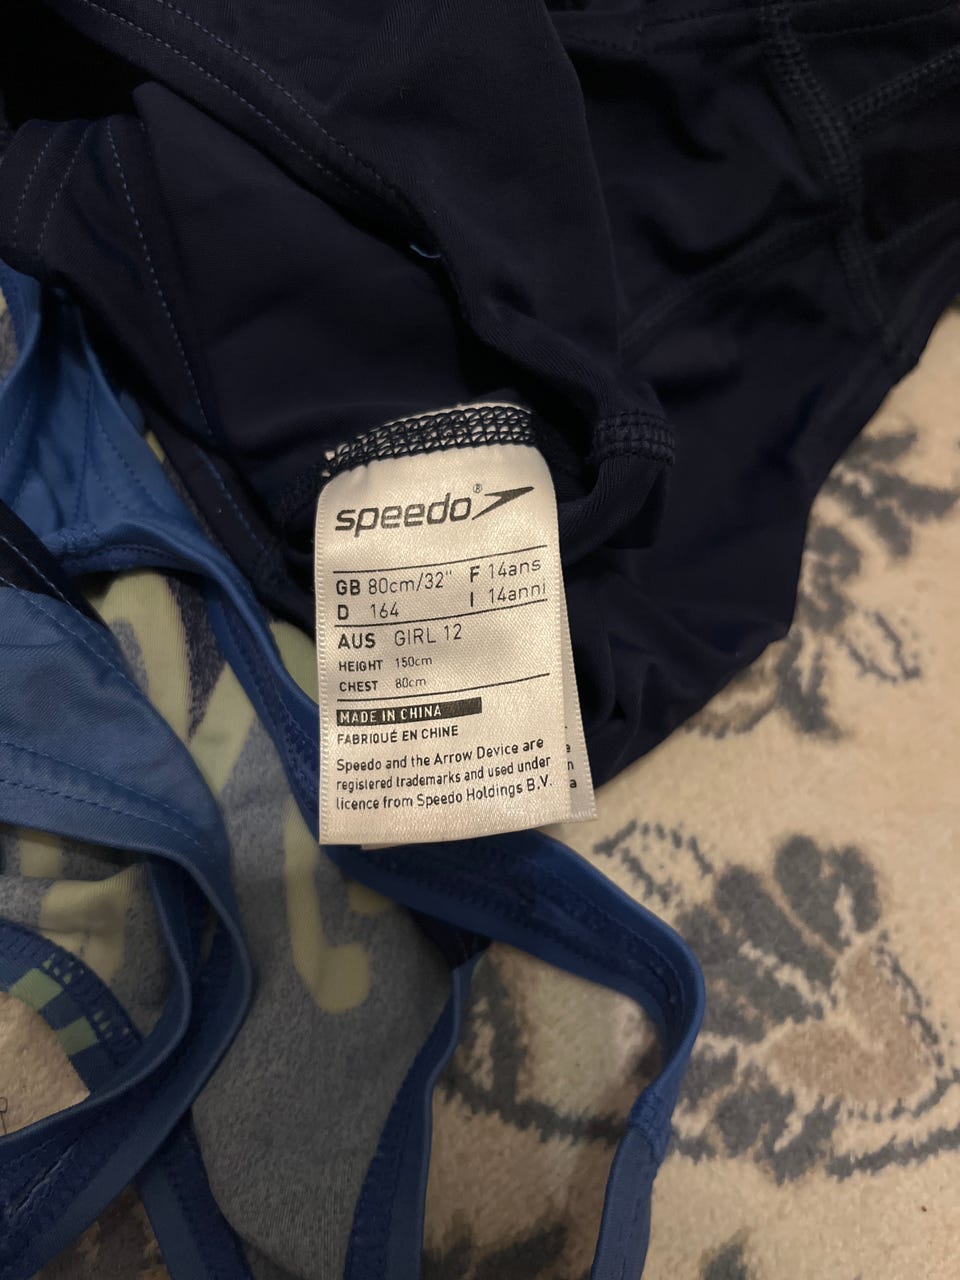 speedo®
GB 80cm/32" F 14ans
D 164 I 14anni
AUS GIRL 12
HEIGHT 150cm
CHEST 80cm
MADE IN CHINA
FABRIQUÉ EN CHINE
Speedo and the Arrow Device are
registered trademarks and used under
licence from Speedo Holdings B.V.
e
n
a